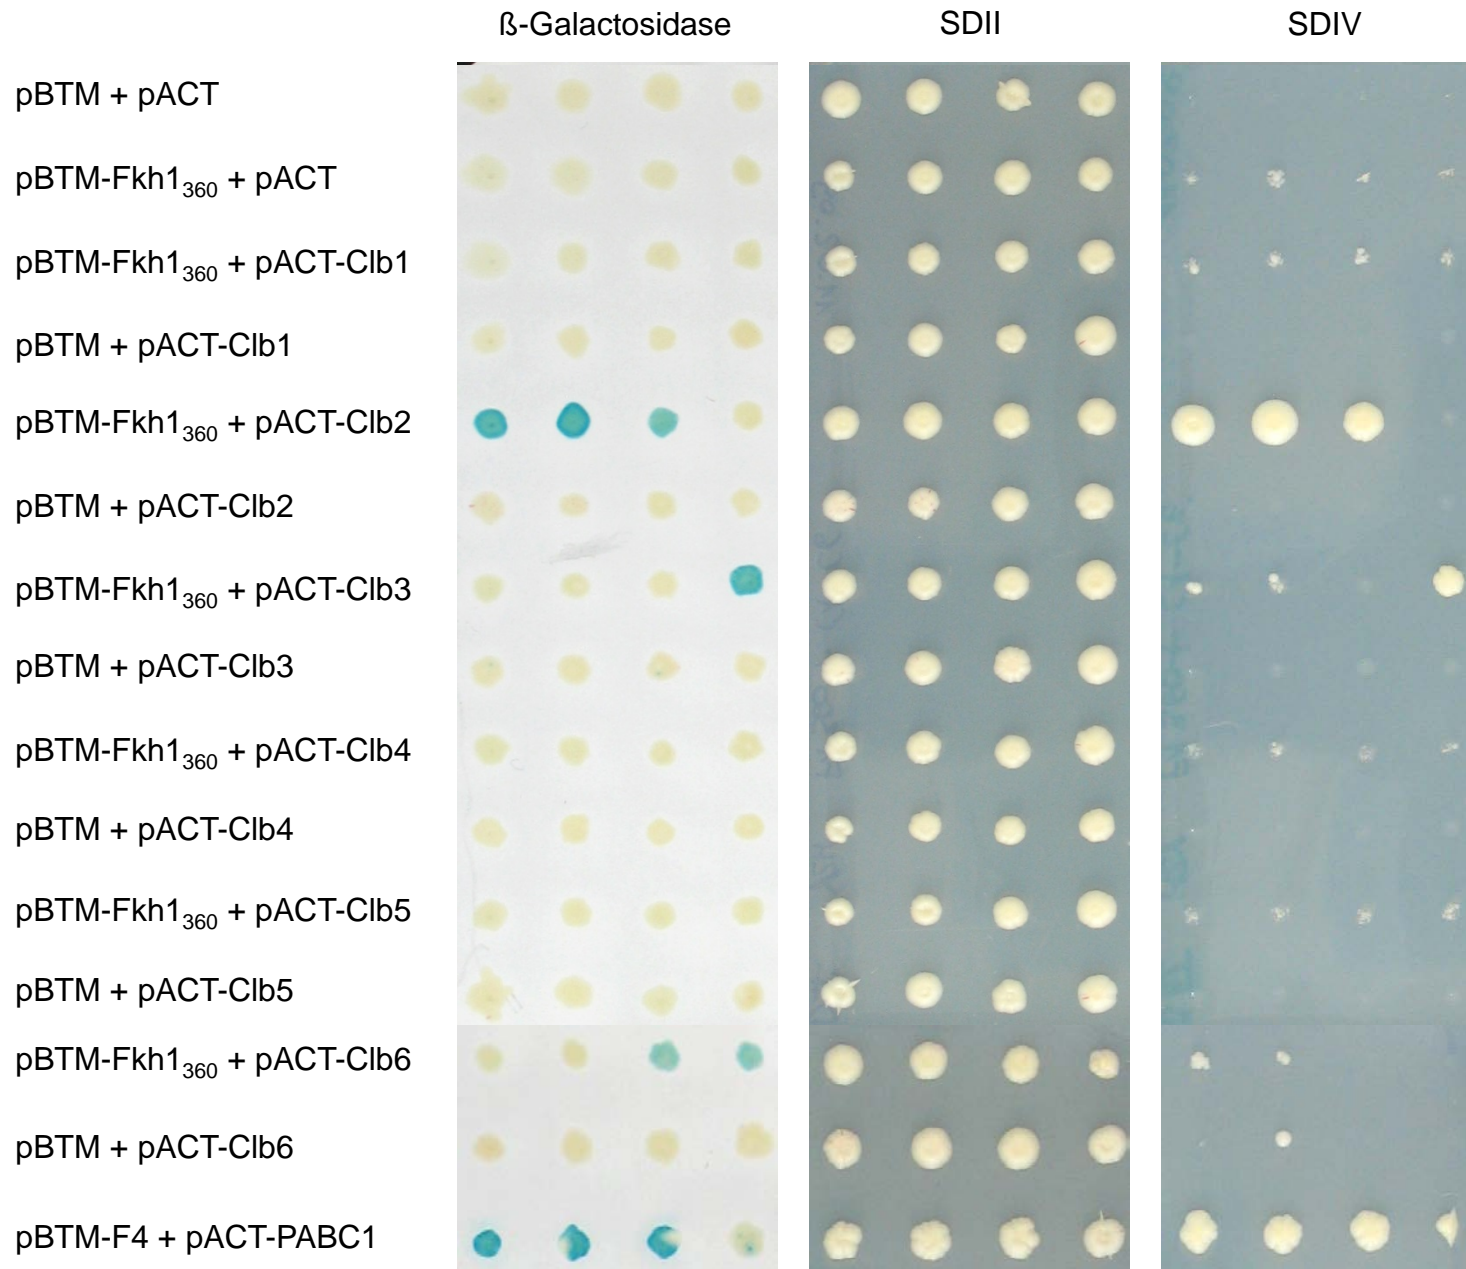 ß-Galactosidase SDII SDIV
pBTM + pACT
pBTM-Fkh1₃₆₀ + pACT
pBTM-Fkh1₃₆₀ + pACT-Clb1
pBTM + pACT-Clb1
pBTM-Fkh1₃₆₀ + pACT-Clb2
pBTM + pACT-Clb2
pBTM-Fkh1₃₆₀ + pACT-Clb3
pBTM + pACT-Clb3
pBTM-Fkh1₃₆₀ + pACT-Clb4
pBTM + pACT-Clb4
pBTM-Fkh1₃₆₀ + pACT-Clb5
pBTM + pACT-Clb5
pBTM-Fkh1₃₆₀ + pACT-Clb6
pBTM + pACT-Clb6
pBTM-F4 + pACT-PABC1